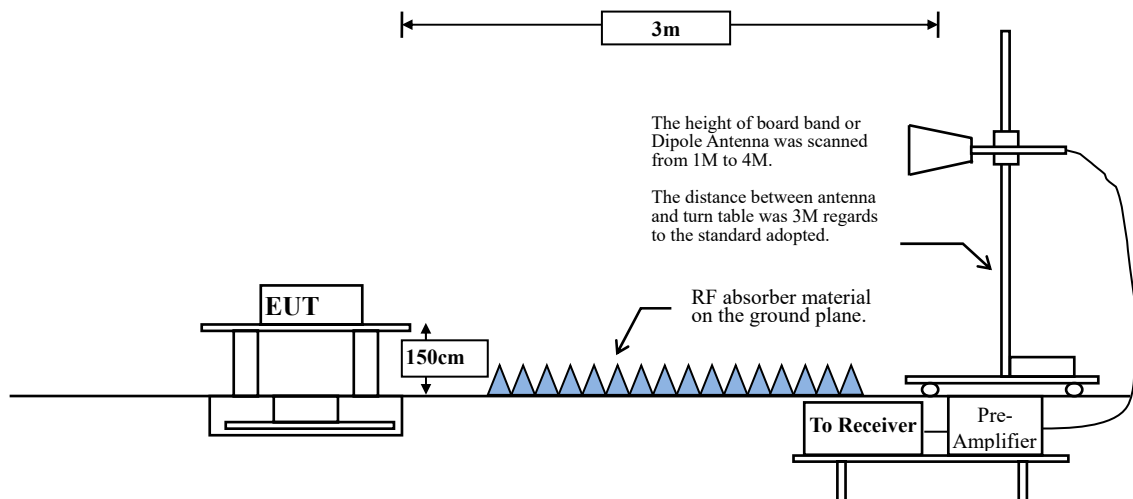 3m
The height of board band or
Dipole Antenna was scanned
from 1M to 4M.
The distance between antenna
and turn table was 3M regards
to the standard adopted.
RF absorber material
on the ground plane.
EUT
150cm
To Receiver
Pre-
Amplifier